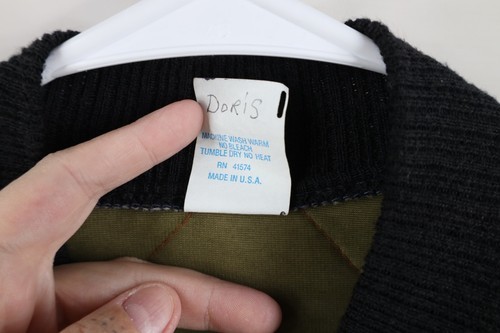 DORIS
MACHINE WASH WARM
NO BLEACH
TUMBLE DRY NO HEAT
RN 41574
MADE IN U.S.A.